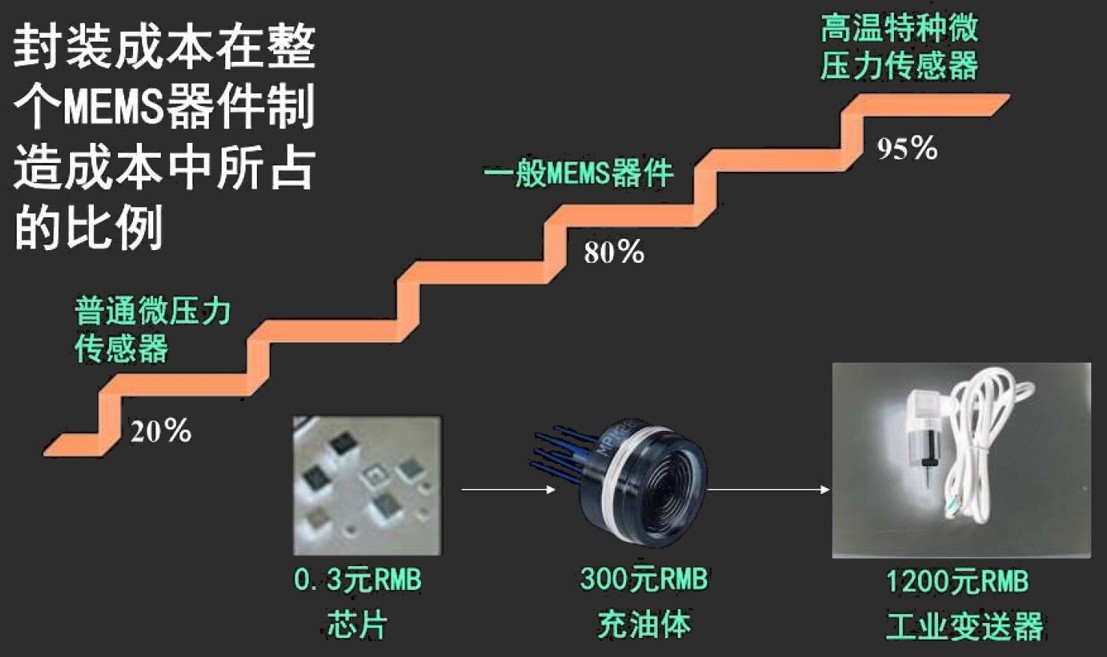 封装成本在整
个MEMS器件制
造成本中所占
的比例
高温特种微
压力传感器
95%
一般MEMS器件
80%
普通微压力
传感器
20%
0.3元RMB
芯片
300元RMB
充油体
1200元RMB
工业变送器